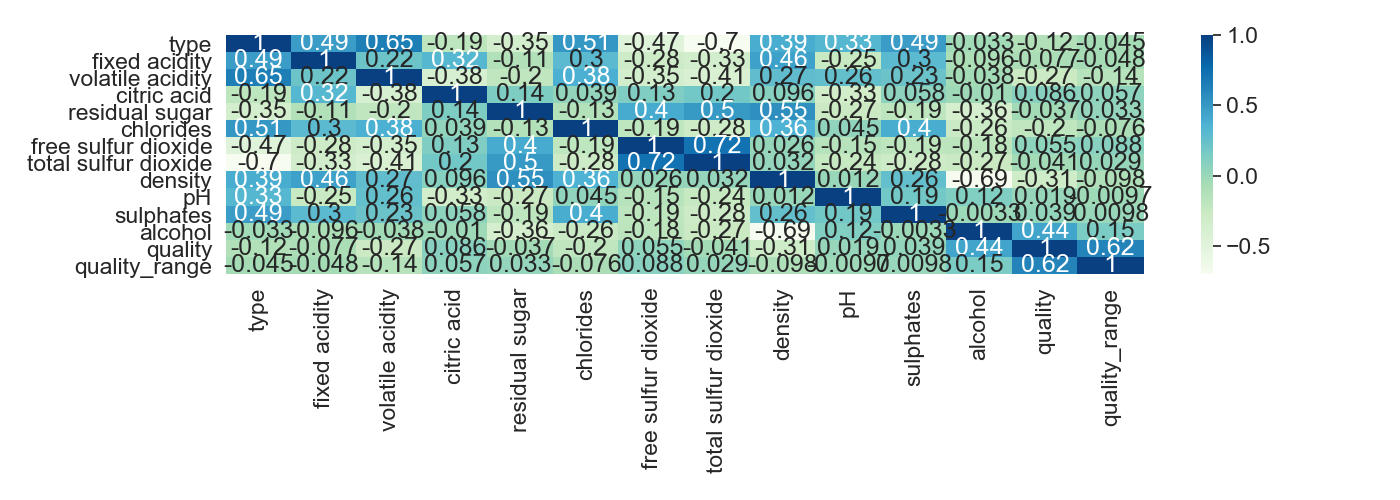 type 1 0.49 0.65 -0.19 -0.35 0.51 -0.47 -0.7 0.39 0.33 0.49 -0.033 -0.12 -0.045
fixed acidity 0.49 1 0.22 0.32 -0.11 0.3 -0.28 -0.33 0.46 -0.25 0.3 -0.096 -0.077 -0.048
volatile acidity 0.65 0.22 1 -0.38 -0.2 0.38 -0.35 -0.41 0.27 0.26 0.23 -0.038 -0.27 -0.14
citric acid -0.19 0.32 -0.38 1 0.14 0.039 0.13 0.2 0.096 -0.33 0.058 -0.01 0.086 0.057
residual sugar -0.35 -0.11 -0.2 0.14 1 -0.13 0.4 0.5 0.55 -0.27 -0.19 -0.36 -0.037 0.033
chlorides 0.51 0.3 0.38 0.039 -0.13 1 -0.19 -0.28 0.36 0.045 0.4 -0.26 -0.2 -0.076
free sulfur dioxide -0.47 -0.28 -0.35 0.13 0.4 -0.19 1 0.72 0.026 -0.15 -0.19 -0.18 0.055 0.088
total sulfur dioxide -0.7 -0.33 -0.41 0.2 0.5 -0.28 0.72 1 0.032 -0.24 -0.28 -0.27 -0.041 0.029
density 0.39 0.46 0.27 0.096 0.55 0.36 0.026 0.032 1 0.012 0.26 -0.69 -0.31 -0.098
pH 0.33 -0.25 0.26 -0.33 -0.27 0.045 -0.15 -0.24 0.012 1 0.19 0.12 0.019 -0.0097
sulphates 0.49 0.3 0.23 0.058 -0.19 0.4 -0.19 -0.28 0.26 0.19 1 -0.0033 0.039 0.0098
alcohol -0.033 -0.096 -0.038 -0.01 -0.36 -0.26 -0.18 -0.27 -0.69 0.12 -0.0033 1 0.44 0.15
quality -0.12 -0.077 -0.27 0.086 -0.037 -0.2 0.055 -0.041 -0.31 0.019 0.039 0.44 1 0.62
quality_range -0.045 -0.048 -0.14 0.057 0.033 -0.076 0.088 0.029 -0.098 -0.0097 0.0098 0.15 0.62 1
type
fixed acidity
volatile acidity
citric acid
residual sugar
chlorides
free sulfur dioxide
total sulfur dioxide
density
pH
sulphates
alcohol
quality
quality_range
1.0
0.5
0.0
−0.5